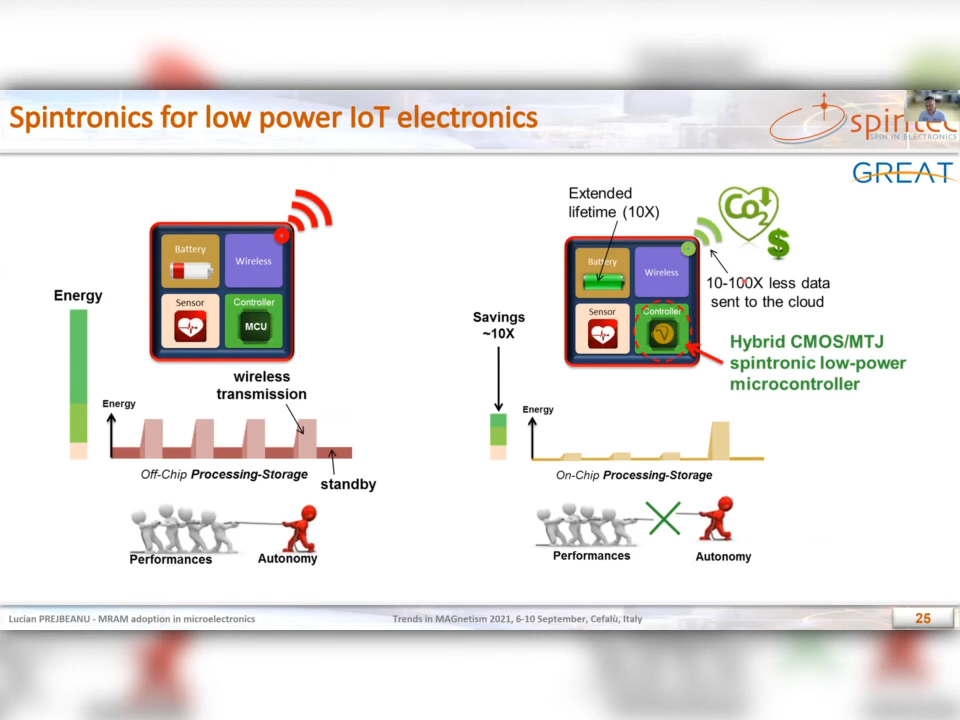 Spintronics for low power IoT electronics
spintec
SPIN IN ELECTRONICS
GREAT
Energy
Battery
Wireless
Sensor
Controller
MCU
wireless
transmission
Energy
Off-Chip Processing-Storage
standby
Performances
Autonomy
Extended
lifetime (10X)
Co2
$
Battery
Wireless
Sensor
Controller
10-100X less data
sent to the cloud
Savings
~10X
Hybrid CMOS/MTJ
spintronic low-power
microcontroller
Energy
On-Chip Processing-Storage
Performances
Autonomy
Lucian PREJBEANU - MRAM adoption in microelectronics
Trends in MAGnetism 2021, 6-10 September, Cefalù, Italy
25